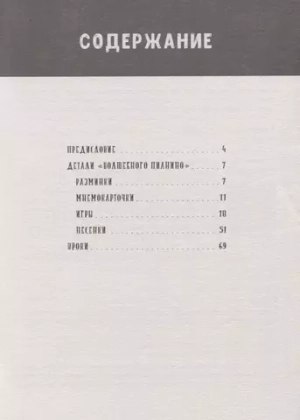 СОДЕРЖАНИЕ
ПРЕДИСЛОВИЕ 4
ДЕТАЛИ «ВОЛШЕБНОГО ПИАНИНО» 7
РАЗМИНКИ 7
МНЕМОКАРТОЧКИ 11
ИГРЫ 18
ПЕСЕНКИ 51
УРОКИ 69